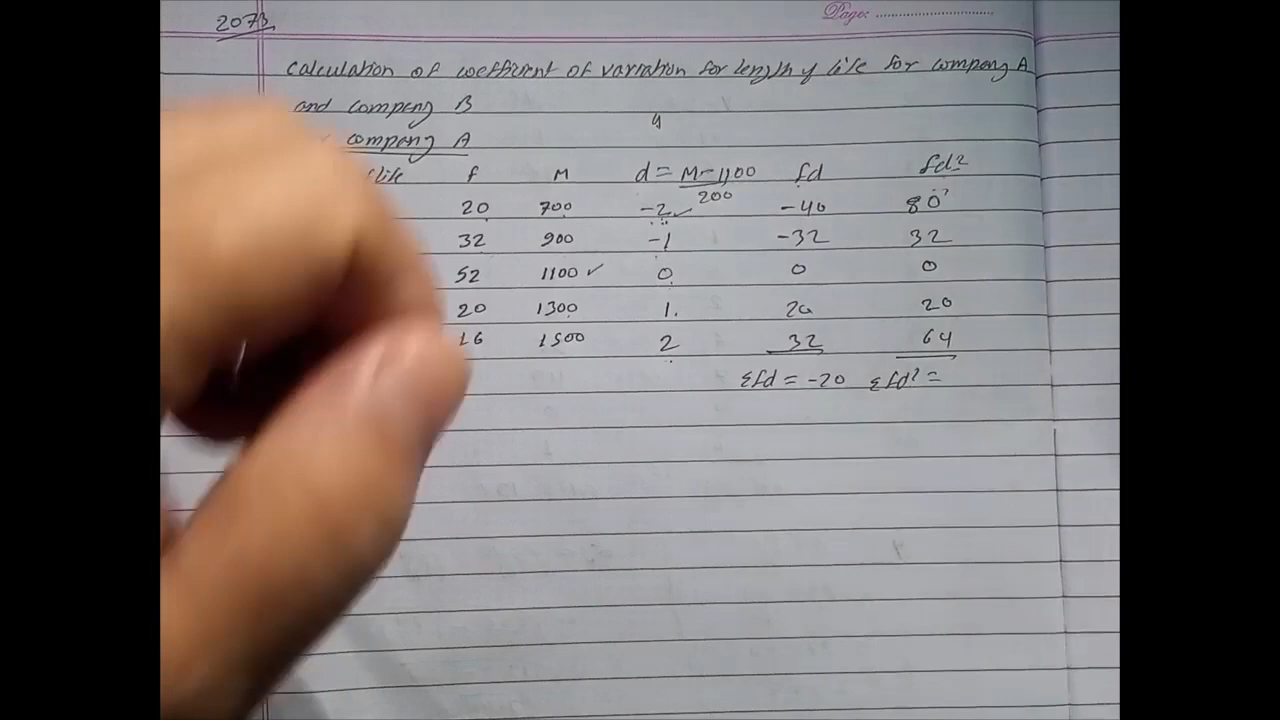 2073
Page: ..............................
Calculation of coefficient of variation for length of life for company A
and company B
company A
life f M d = M-1100/200 fd fd²
20 700 -2 ✓ -40 80
32 900 -1 -32 32
52 1100 ✓ 0 0 0
20 1300 1. 20 20
16 1500 2 32 64
Σfd = -20 Σfd² =